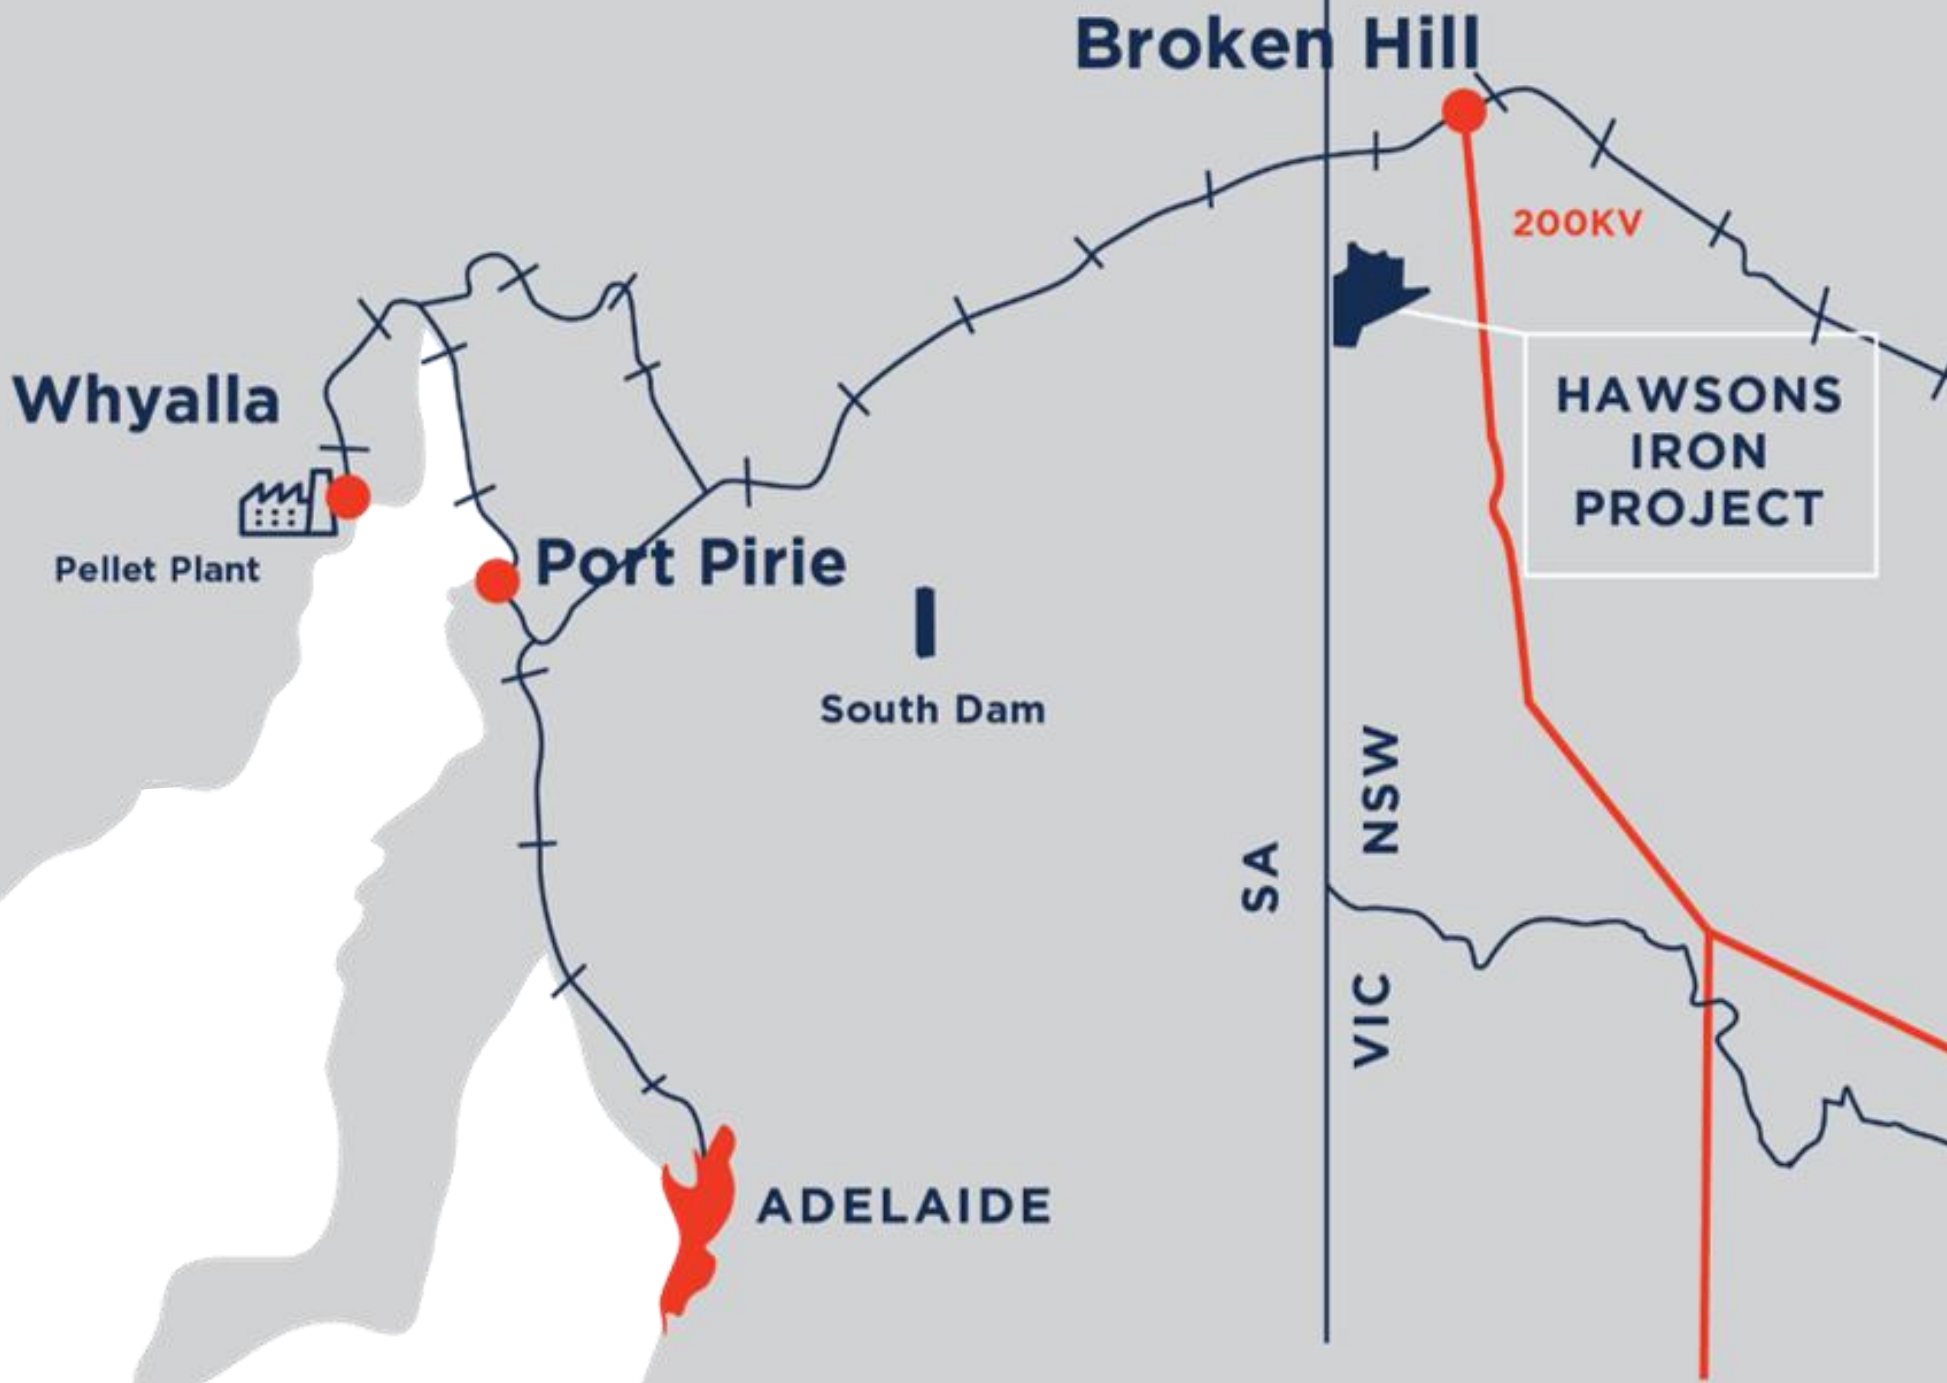 Broken Hill
200KV
Whyalla
HAWSONS
IRON
PROJECT
Pellet Plant
Port Pirie
South Dam
NSW
SA
VIC
ADELAIDE